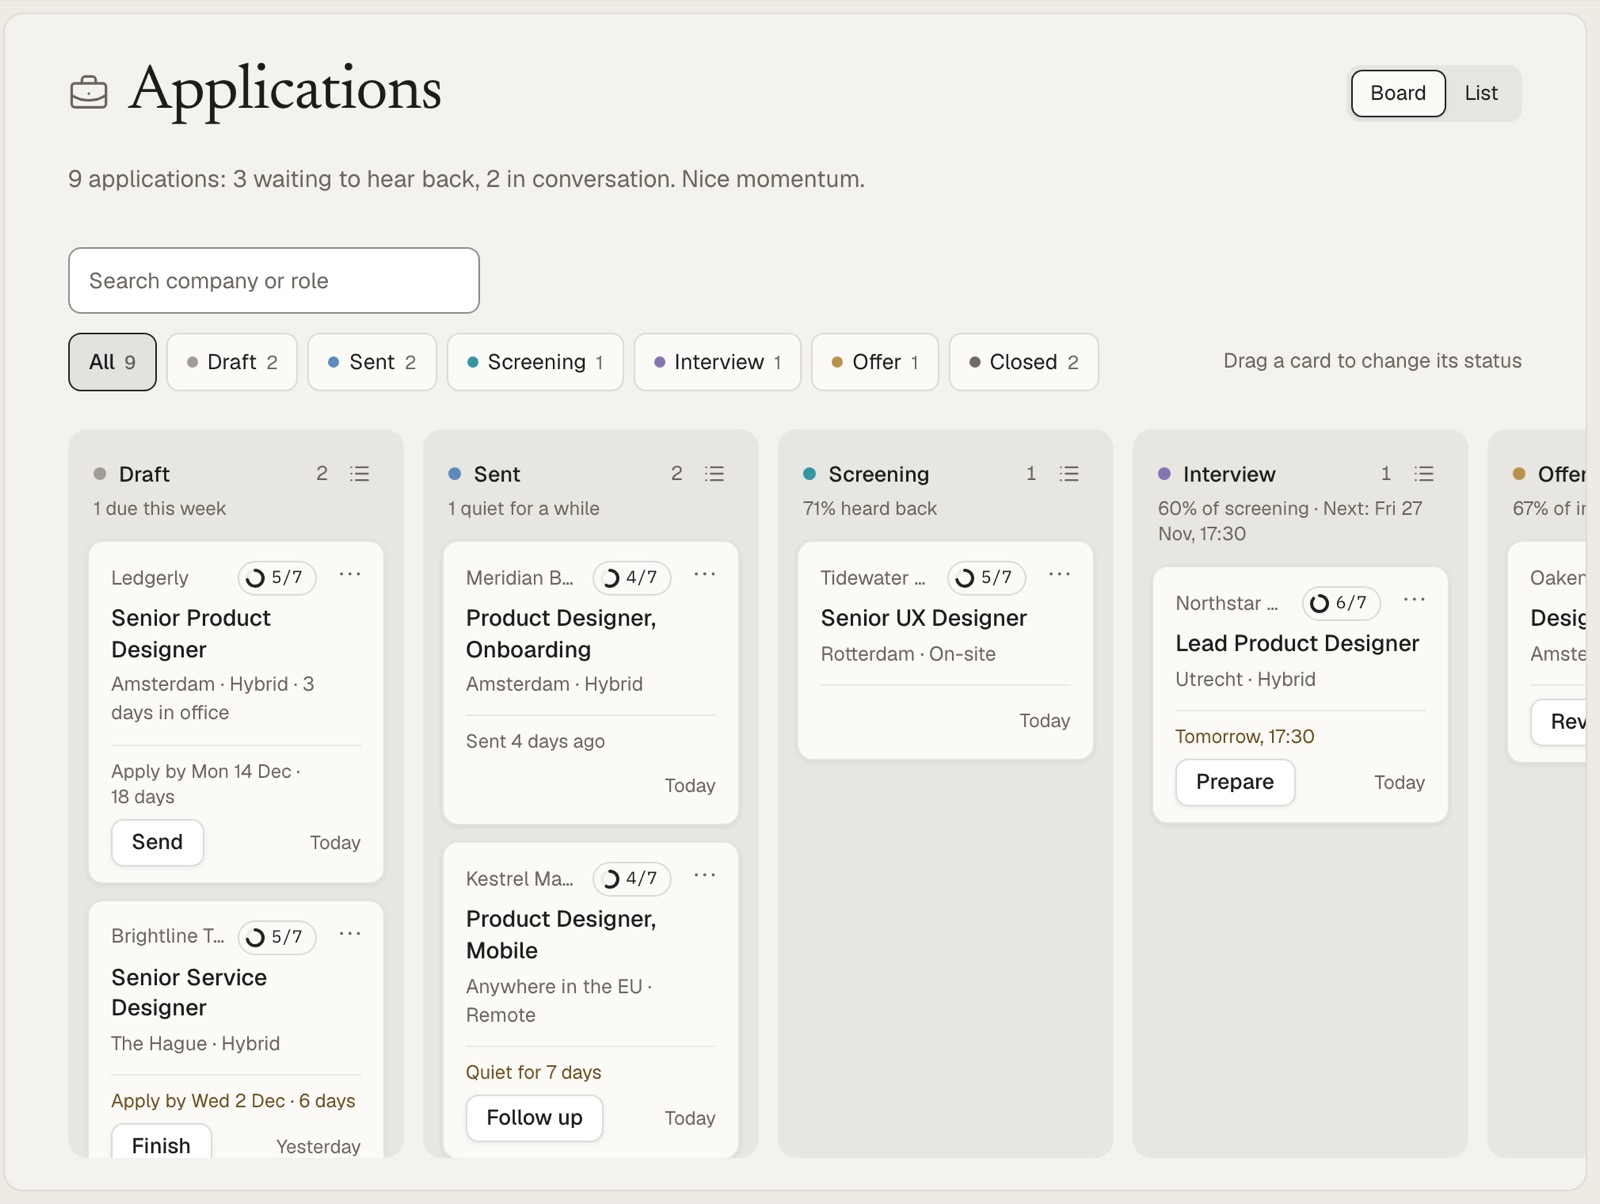 Applications
Board
List
9 applications: 3 waiting to hear back, 2 in conversation. Nice momentum.
Search company or role
All 9
Draft 2
Sent 2
Screening 1
Interview 1
Offer 1
Closed 2
Drag a card to change its status
Draft 2
1 due this week
Ledgerly 5/7 ...
Senior Product
Designer
Amsterdam · Hybrid · 3
days in office
Apply by Mon 14 Dec ·
18 days
Send Today
Brightline T... 5/7 ...
Senior Service
Designer
The Hague · Hybrid
Apply by Wed 2 Dec · 6 days
Finish Yesterday
Sent 2
1 quiet for a while
Meridian B... 4/7 ...
Product Designer,
Onboarding
Amsterdam · Hybrid
Sent 4 days ago
Today
Kestrel Ma... 4/7 ...
Product Designer,
Mobile
Anywhere in the EU ·
Remote
Quiet for 7 days
Follow up Today
Screening 1
71% heard back
Tidewater ... 5/7 ...
Senior UX Designer
Rotterdam · On-site
Today
Interview 1
60% of screening · Next: Fri 27
Nov, 17:30
Northstar ... 6/7 ...
Lead Product Designer
Utrecht · Hybrid
Tomorrow, 17:30
Prepare Today
Offer
67% of
Oaken
Desig
Amste
Rev